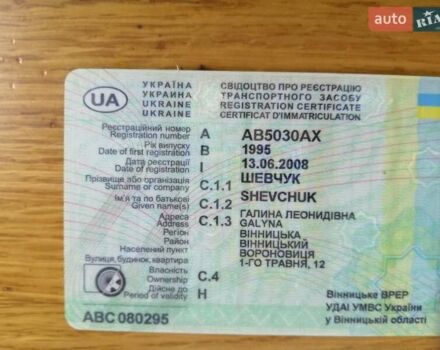 auto RIA
УКРАЇНА СВІДОЦТВО ПРО РЕЄСТРАЦІЮ
УКРАИНА ТРАНСПОРТНОГО ЗАСОБУ
UKRAINE REGISTRATION CERTIFICATE
UKRAINE CERTIFICAT D'IMMATRICULATION
UA
Реєстраційний номер
Registration number A AB5030AX
Рік випуску
Date of first registration B 1995
Дата реєстрації I 13.06.2008
Прізвище або організація
Surname or company C.1.1 ШЕВЧУК
SHEVCHUK
Ім'я та по батькові
Given name(s) C.1.2 ГАЛИНА ЛЕОНИДІВНА
GALYNA
Адреса
Address C.1.3 ВІННИЦЬКА
Регіон ВІННИЦЬКИЙ
Район ВОРОНОВИЦЯ
Населений пункт 1-ГО ТРАВНЯ, 12
Вулиця, будинок, квартира
Власність
Ownership C.4
Дійсне до
Period of validity H
Вінницьке ВРЕР
УДАІ УМВС України
у Вінницькій області
ABC 080295